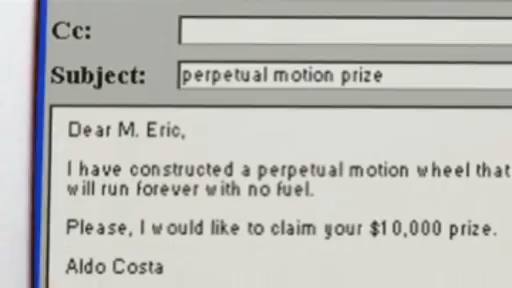 Cc:
Subject: perpetual motion prize
Dear M. Eric,
I have constructed a perpetual motion wheel that
will run forever with no fuel.
Please, I would like to claim your $10,000 prize.
Aldo Costa